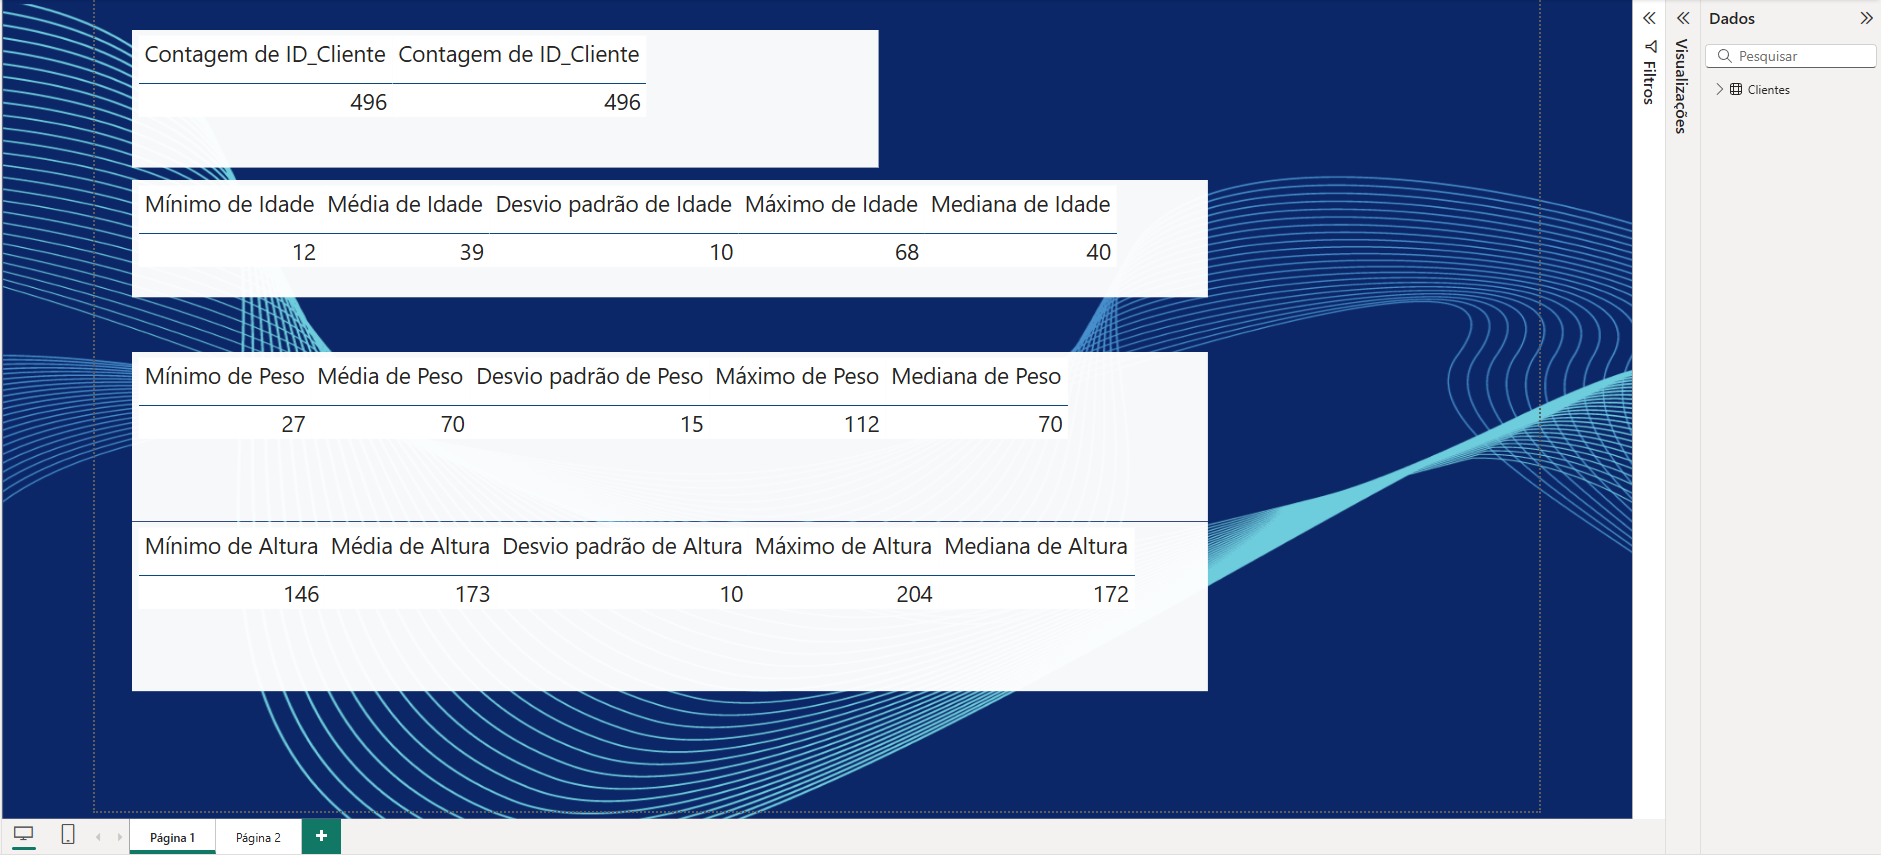 Contagem de ID_Cliente Contagem de ID_Cliente
496 496
Mínimo de Idade Média de Idade Desvio padrão de Idade Máximo de Idade Mediana de Idade
12 39 10 68 40
Mínimo de Peso Média de Peso Desvio padrão de Peso Máximo de Peso Mediana de Peso
27 70 15 112 70
Mínimo de Altura Média de Altura Desvio padrão de Altura Máximo de Altura Mediana de Altura
146 173 10 204 172
Filtros
Visualizações
Dados
Pesquisar
Clientes
Página 1 Página 2 +